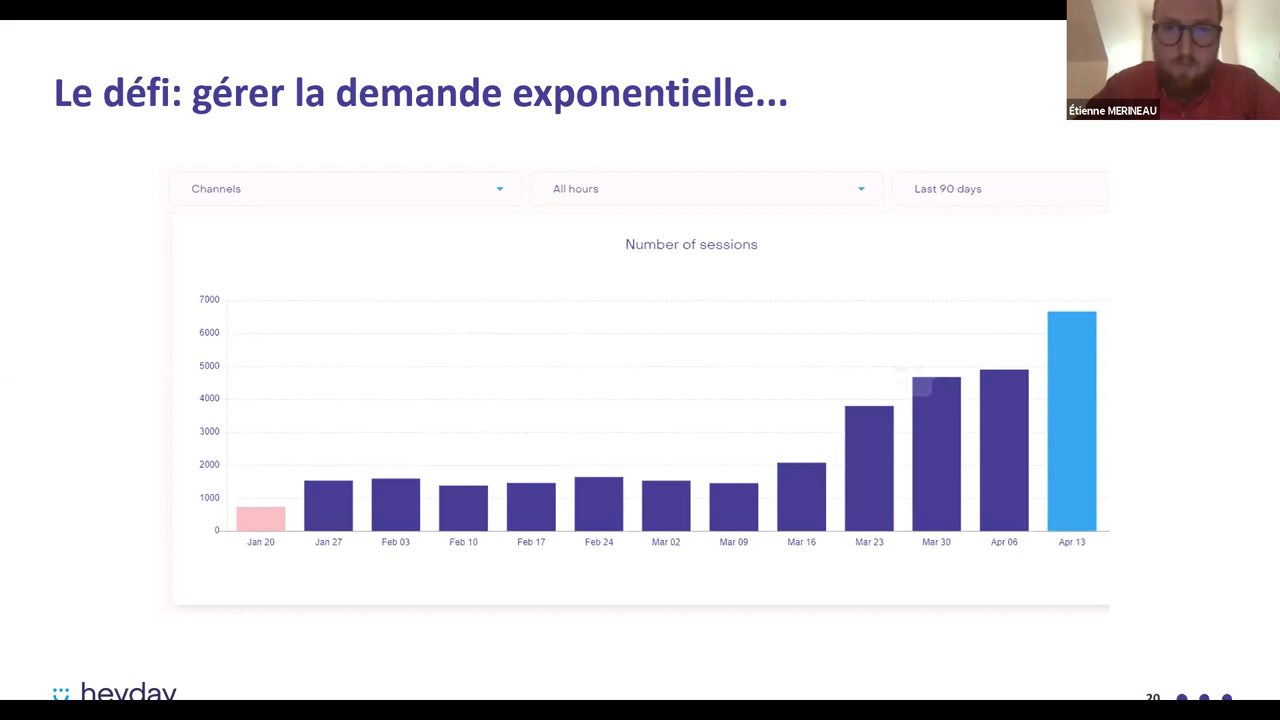 Le défi: gérer la demande exponentielle...
Étienne MERINEAU
Channels
All hours
Last 90 days
Number of sessions
7000
6000
5000
4000
3000
2000
1000
0
Jan 20 Jan 27 Feb 03 Feb 10 Feb 17 Feb 24 Mar 02 Mar 09 Mar 16 Mar 23 Mar 30 Apr 06 Apr 13
heyday
20